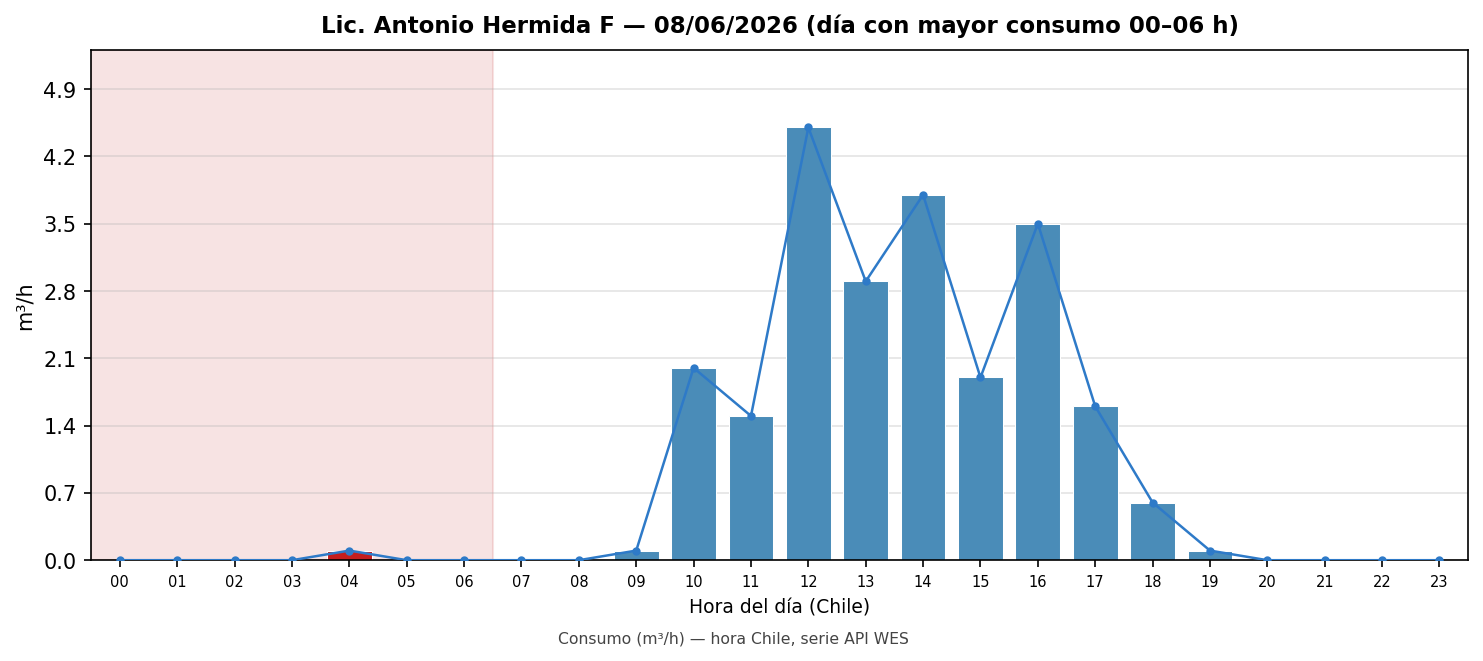 Lic. Antonio Hermida F — 08/06/2026 (día con mayor consumo 00–06 h)
m³/h
4.9
4.2
3.5
2.8
2.1
1.4
0.7
0.0
00 01 02 03 04 05 06 07 08 09 10 11 12 13 14 15 16 17 18 19 20 21 22 23
Hora del día (Chile)
Consumo (m³/h) — hora Chile, serie API WES